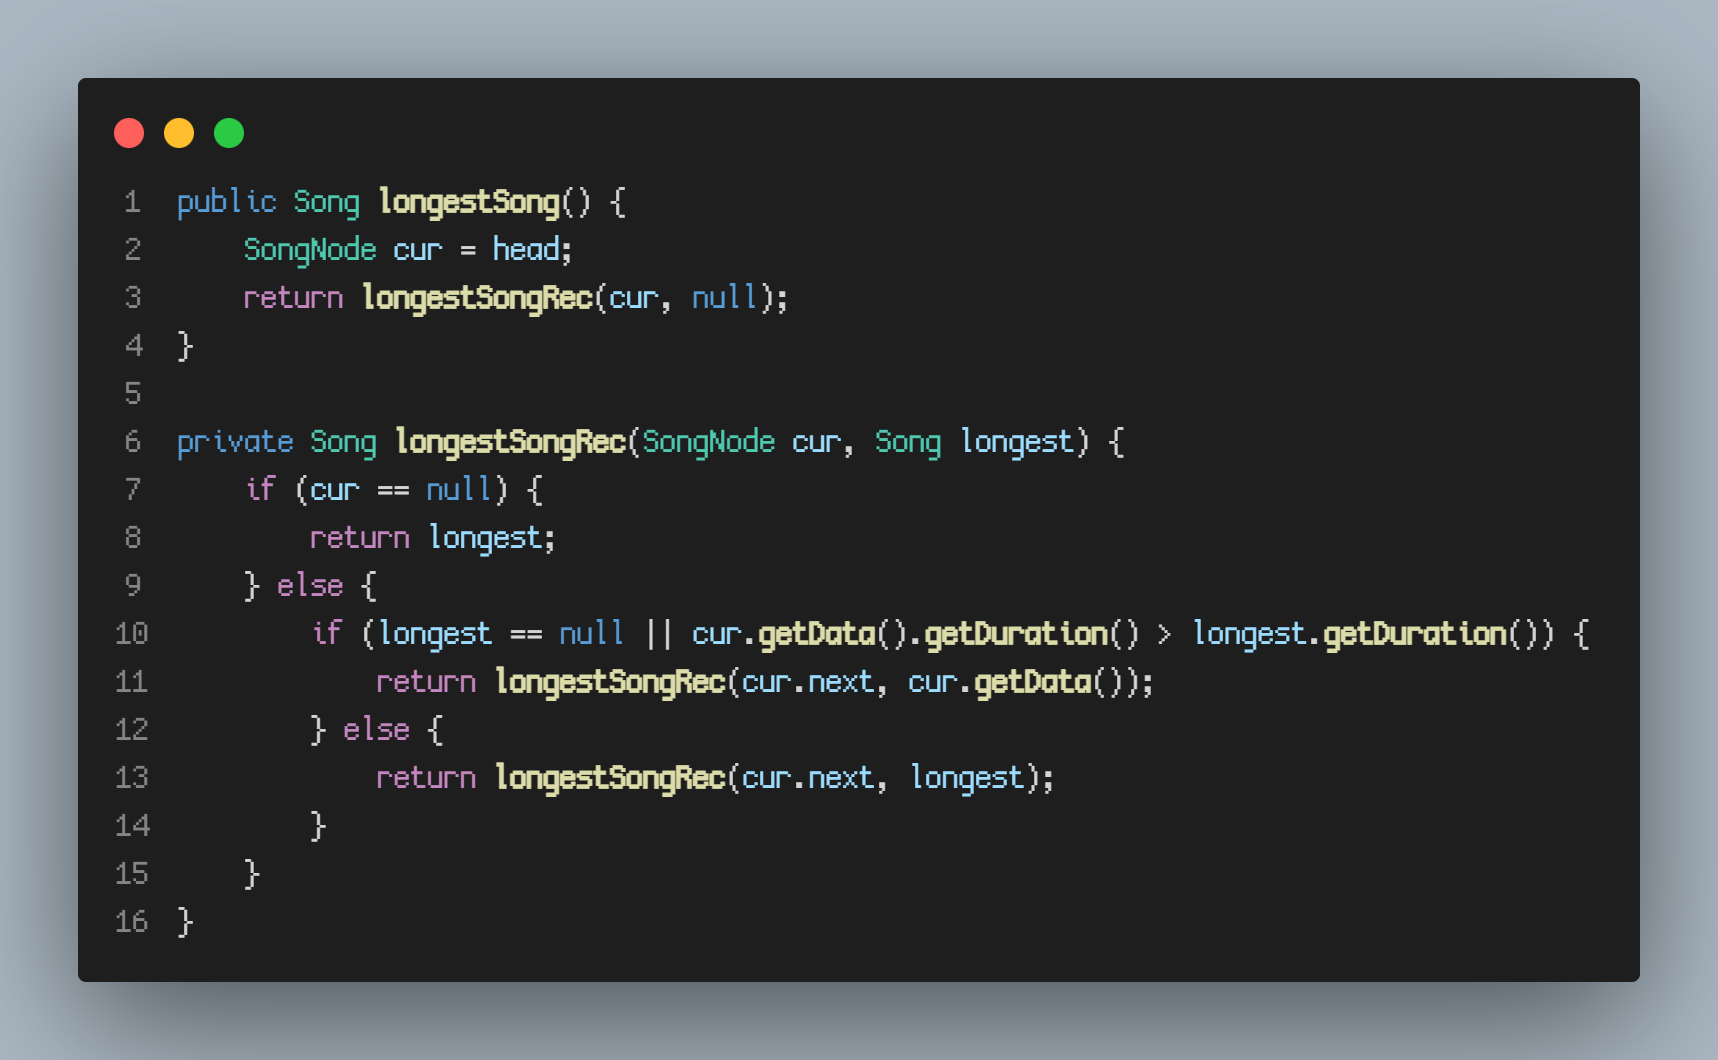 1 public Song longestSong() {
2     SongNode cur = head;
3     return longestSongRec(cur, null);
4 }
5
6 private Song longestSongRec(SongNode cur, Song longest) {
7     if (cur == null) {
8         return longest;
9     } else {
10         if (longest == null || cur.getData().getDuration() > longest.getDuration()) {
11             return longestSongRec(cur.next, cur.getData());
12         } else {
13             return longestSongRec(cur.next, longest);
14         }
15     }
16 }